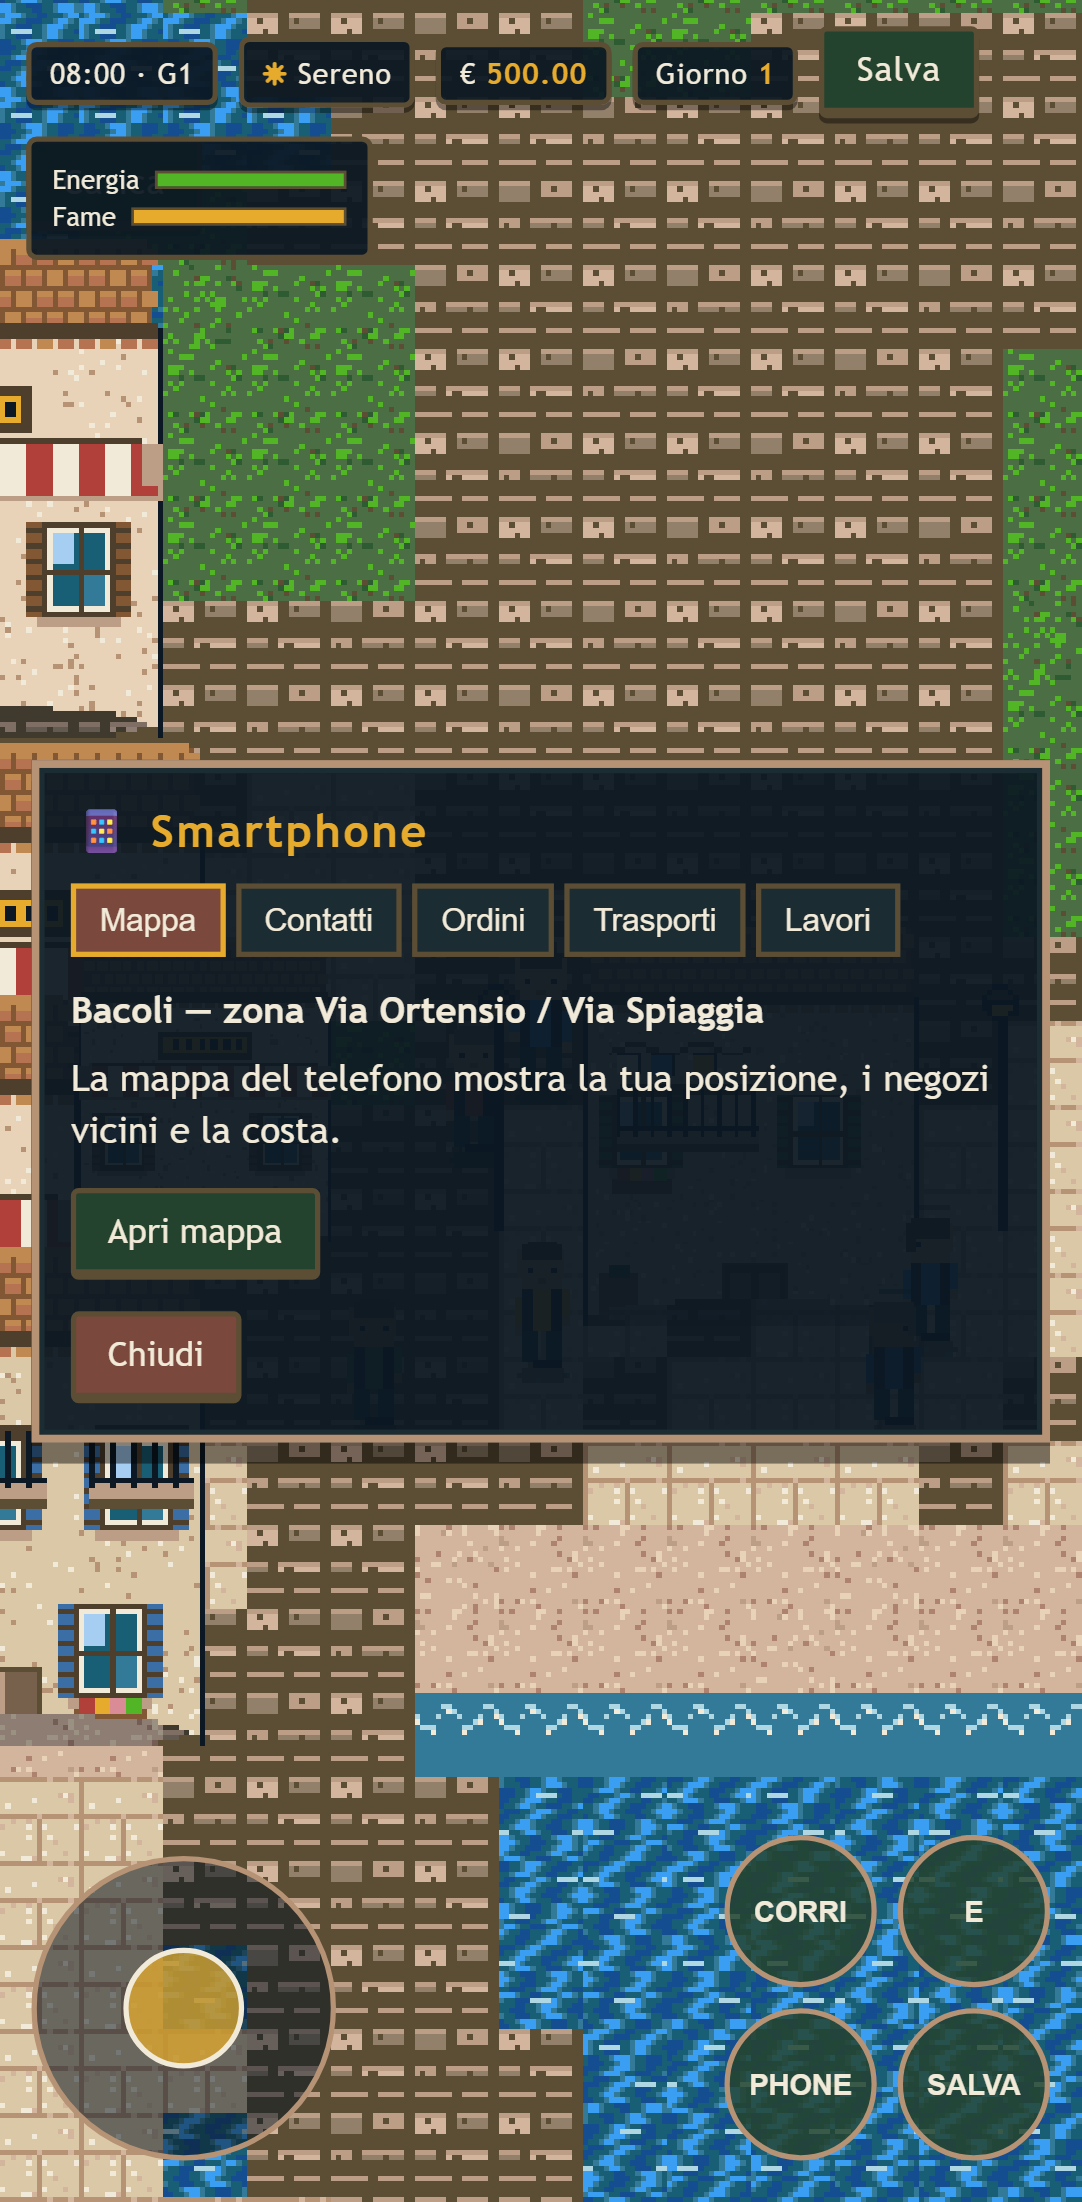 08:00 · G1
Sereno
€ 500.00
Giorno 1
Salva
Energia
Fame
Smartphone
Mappa
Contatti
Ordini
Trasporti
Lavori
Bacoli — zona Via Ortensio / Via Spiaggia
La mappa del telefono mostra la tua posizione, i negozi
vicini e la costa.
Apri mappa
Chiudi
CORRI
E
PHONE
SALVA